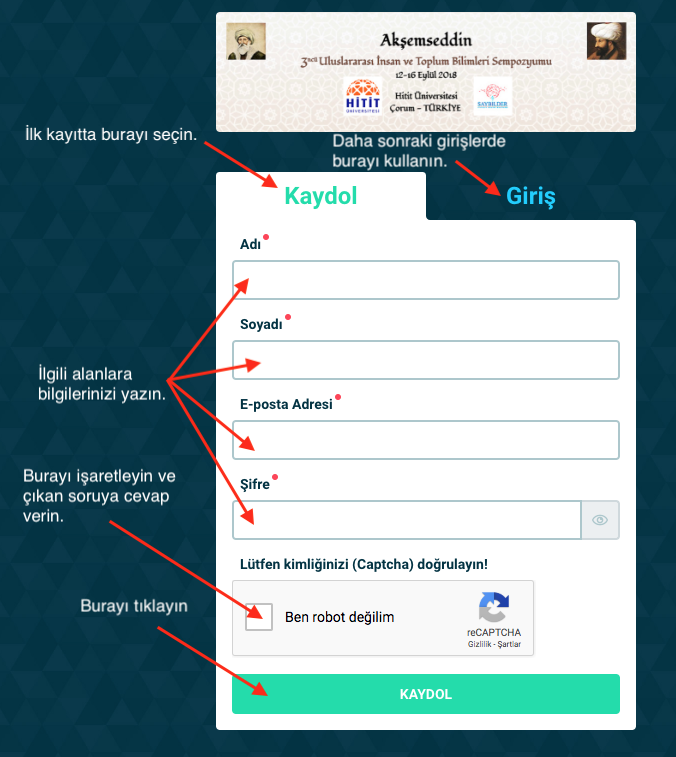 Akşemseddin
3üncü Uluslararası İnsan ve Toplum Bilimleri Sempozyumu
12-16 Eylül 2018
HİTİT
ÜNİVERSİTESİ
Hitit Üniversitesi
Çorum - TÜRKİYE
SAYBİLDER
İlk kayıtta burayı seçin.
Daha sonraki girişlerde
burayı kullanın.
Kaydol
Giriş
Adı
Soyadı
İlgili alanlara
bilgilerinizi yazın.
E-posta Adresi
Burayı işaretleyin ve
çıkan soruya cevap
verin.
Şifre
Lütfen kimliğinizi (Captcha) doğrulayın!
Burayı tıklayın
Ben robot değilim
reCAPTCHA
Gizlilik - Şartlar
KAYDOL